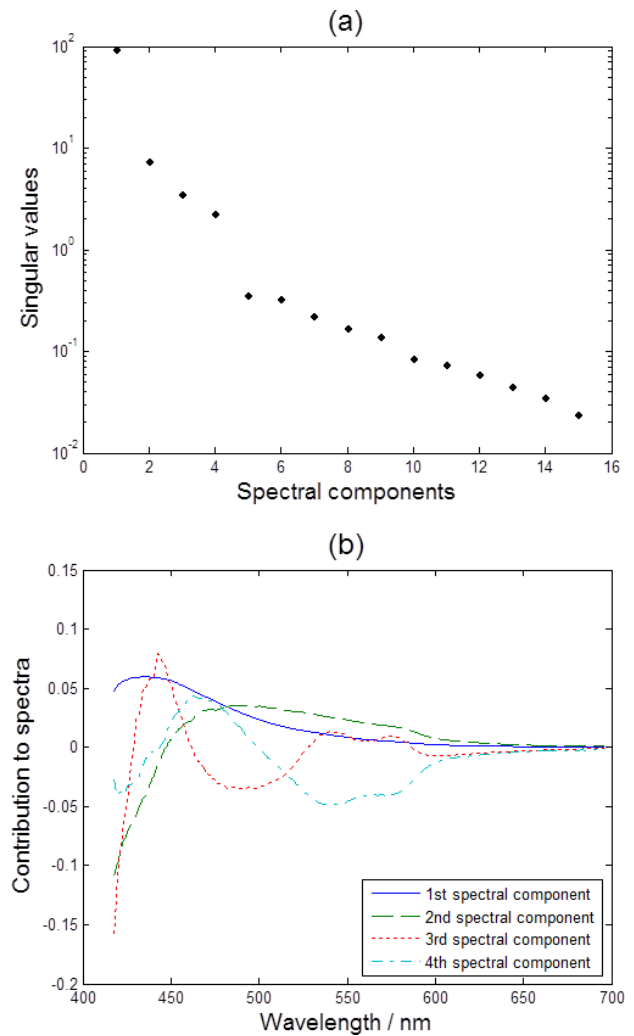 (a)
10^2
10^1
10^0
10^-1
10^-2
Singular values
0 2 4 6 8 10 12 14 16
Spectral components
(b)
0.15
0.1
0.05
0
-0.05
-0.1
-0.15
-0.2
Contribution to spectra
1st spectral component
2nd spectral component
3rd spectral component
4th spectral component
400 450 500 550 600 650 700
Wavelength / nm